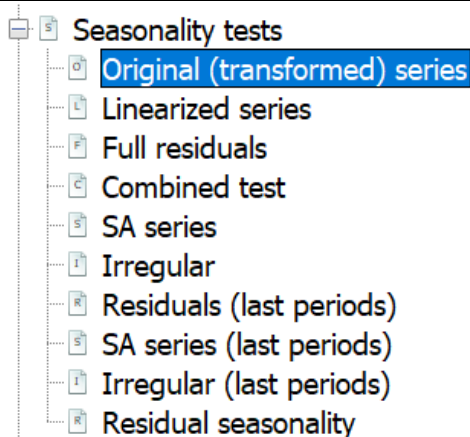 Seasonality tests
Original (transformed) series
Linearized series
Full residuals
Combined test
SA series
Irregular
Residuals (last periods)
SA series (last periods)
Irregular (last periods)
Residual seasonality